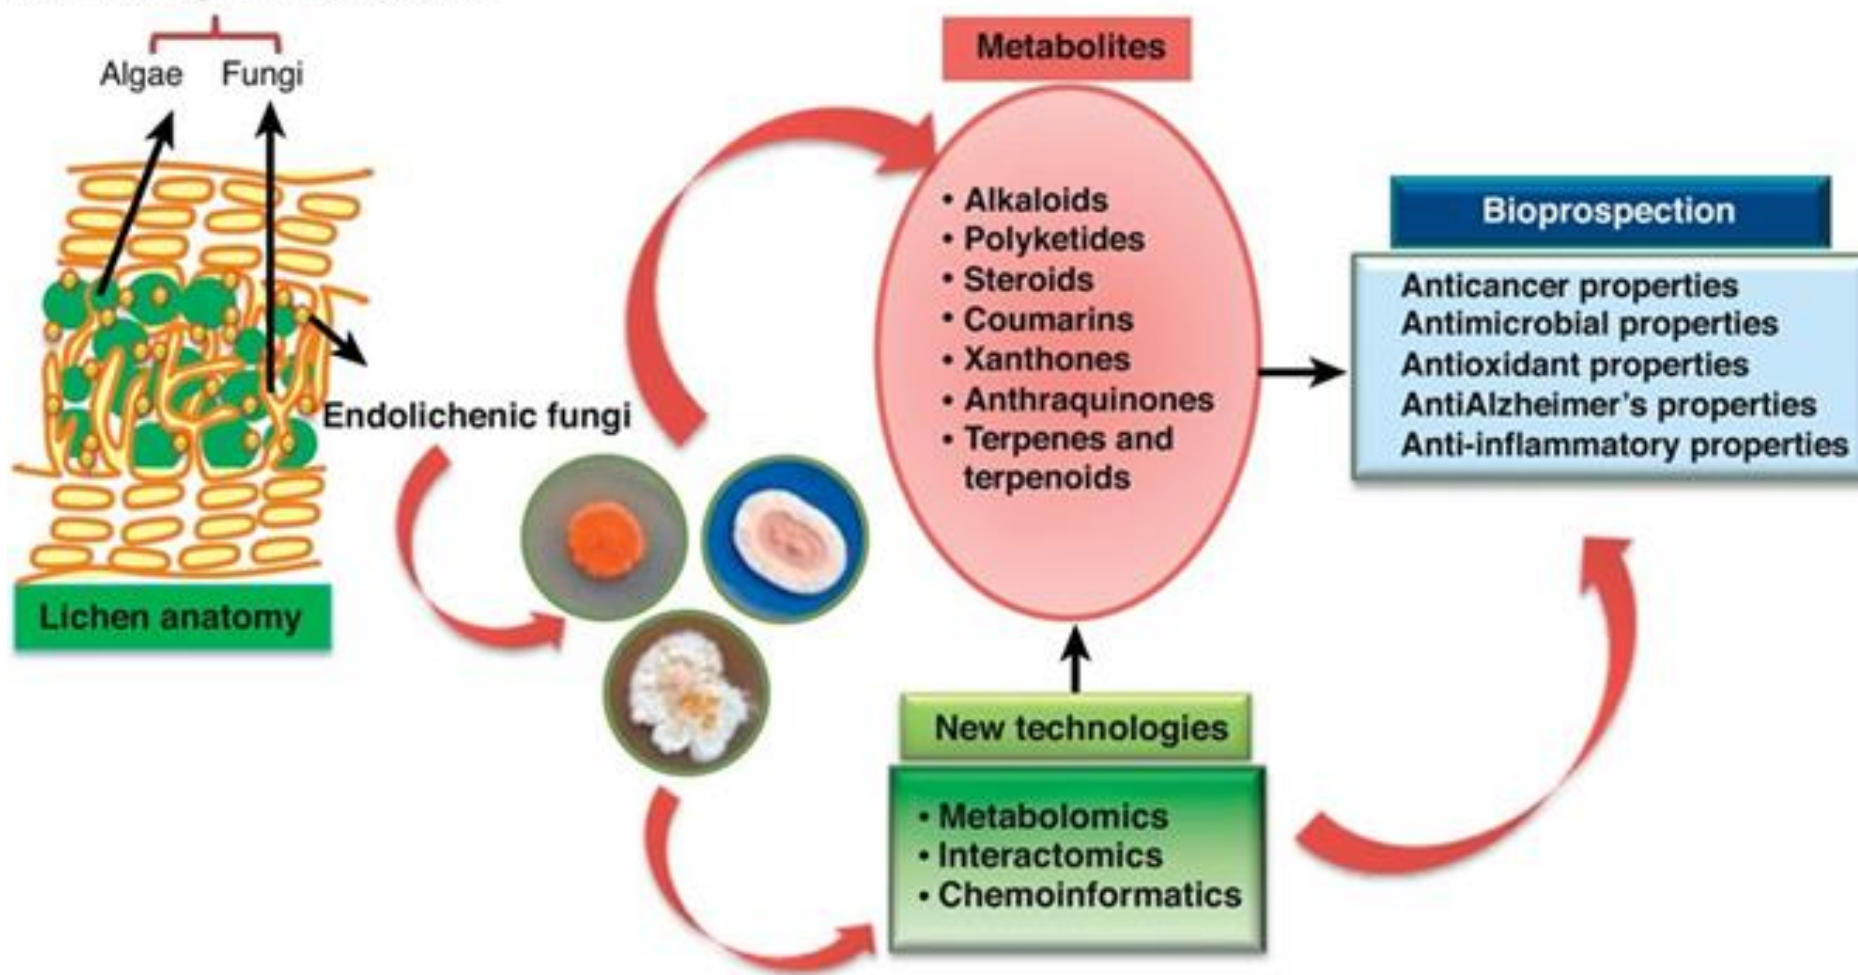 Algae Fungi
Endolichenic fungi
Lichen anatomy
Metabolites
• Alkaloids
• Polyketides
• Steroids
• Coumarins
• Xanthones
• Anthraquinones
• Terpenes and
terpenoids
New technologies
• Metabolomics
• Interactomics
• Chemoinformatics
Bioprospection
Anticancer properties
Antimicrobial properties
Antioxidant properties
AntiAlzheimer's properties
Anti-inflammatory properties